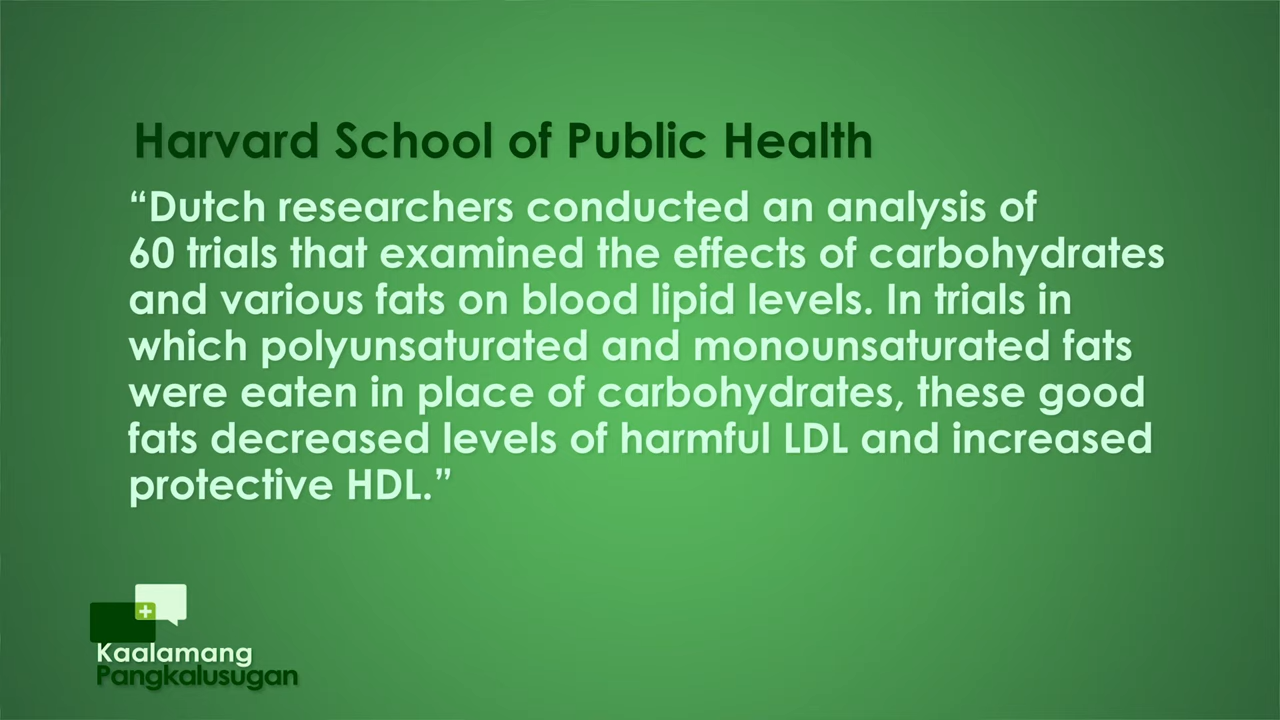 Harvard School of Public Health
“Dutch researchers conducted an analysis of
60 trials that examined the effects of carbohydrates
and various fats on blood lipid levels. In trials in
which polyunsaturated and monounsaturated fats
were eaten in place of carbohydrates, these good
fats decreased levels of harmful LDL and increased
protective HDL.”
Kaalamang
Pangkalusugan